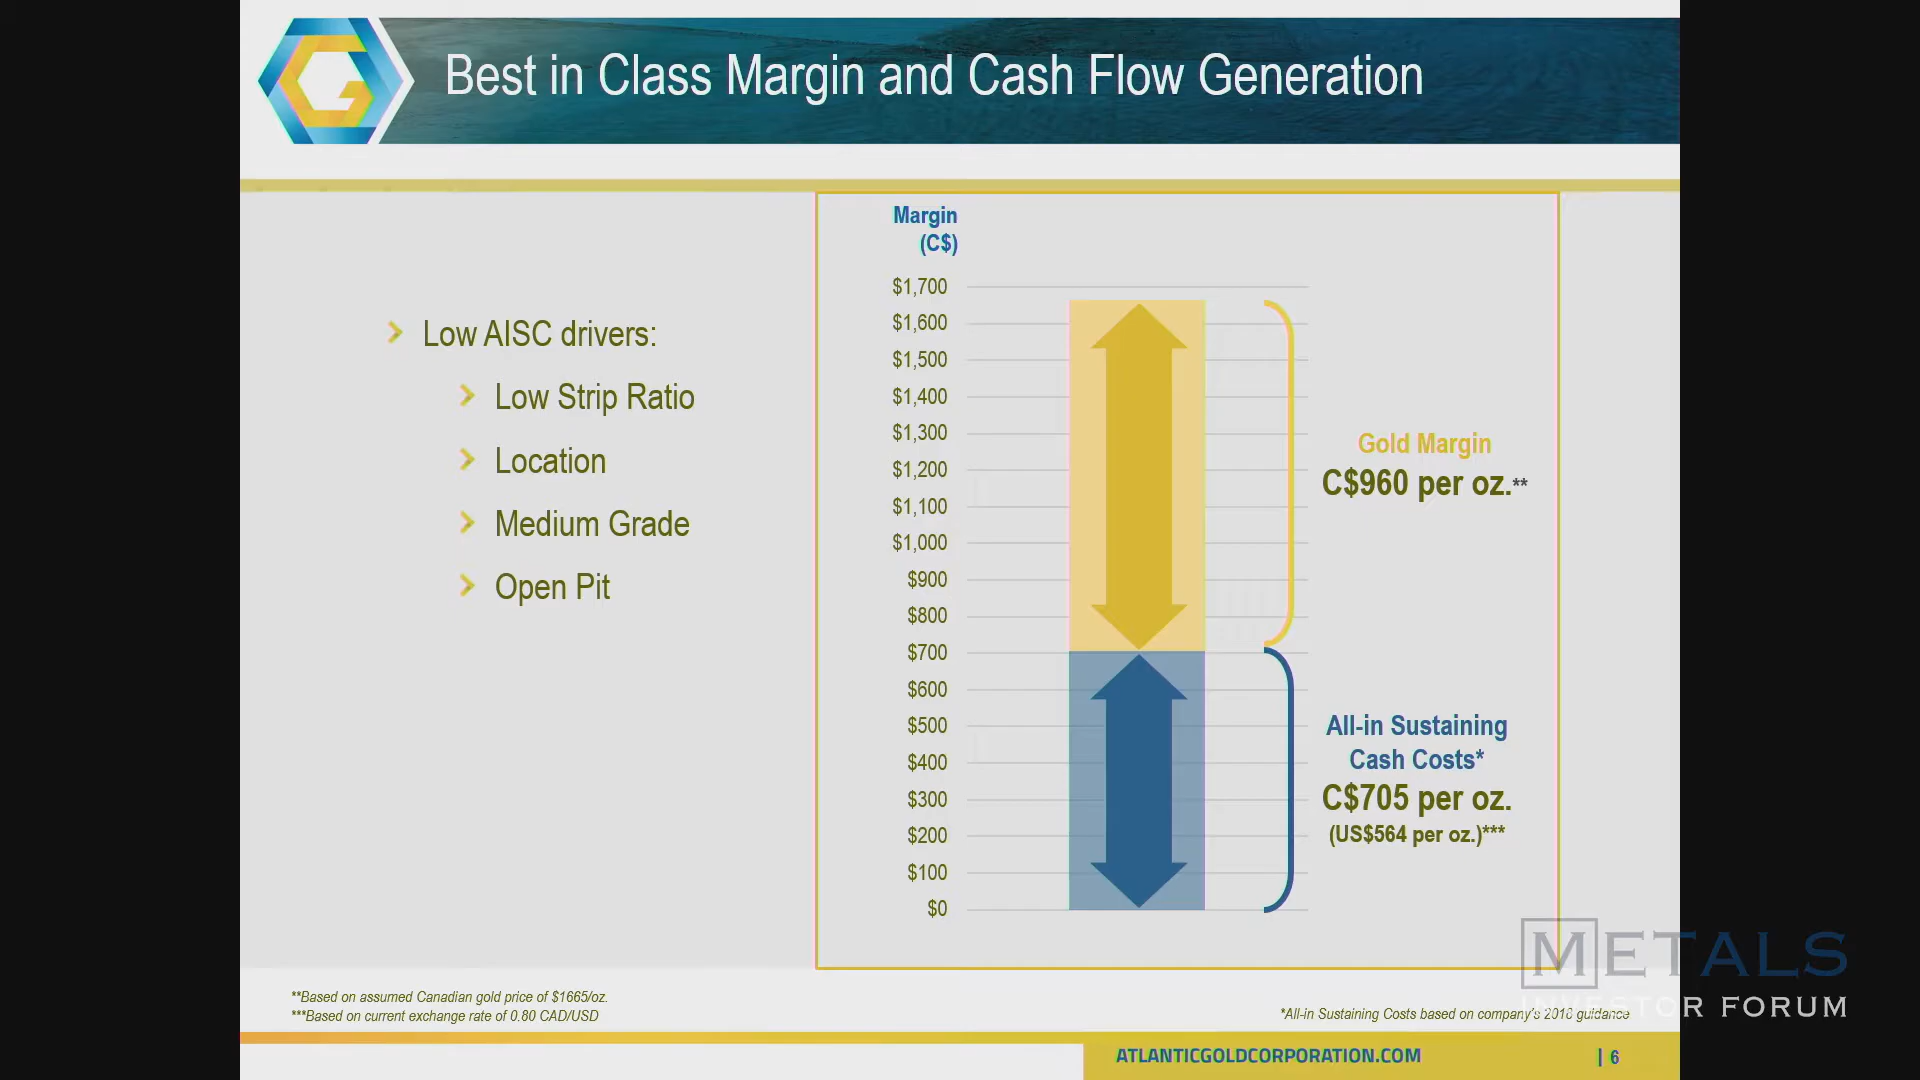 Best in Class Margin and Cash Flow Generation
Low AISC drivers:
Low Strip Ratio
Location
Medium Grade
Open Pit
Margin
(C$)
$1,700
$1,600
$1,500
$1,400
$1,300
$1,200
$1,100
$1,000
$900
$800
$700
$600
$500
$400
$300
$200
$100
$0
Gold Margin
C$960 per oz.**
All-in Sustaining
Cash Costs*
C$705 per oz.
(US$564 per oz.)***
**Based on assumed Canadian gold price of $1665/oz.
***Based on current exchange rate of 0.80 CAD/USD
*All-in Sustaining Costs based on company's 2018 guidance
METALS
INVESTOR FORUM
ATLANTICGOLDCORPORATION.COM
| 6